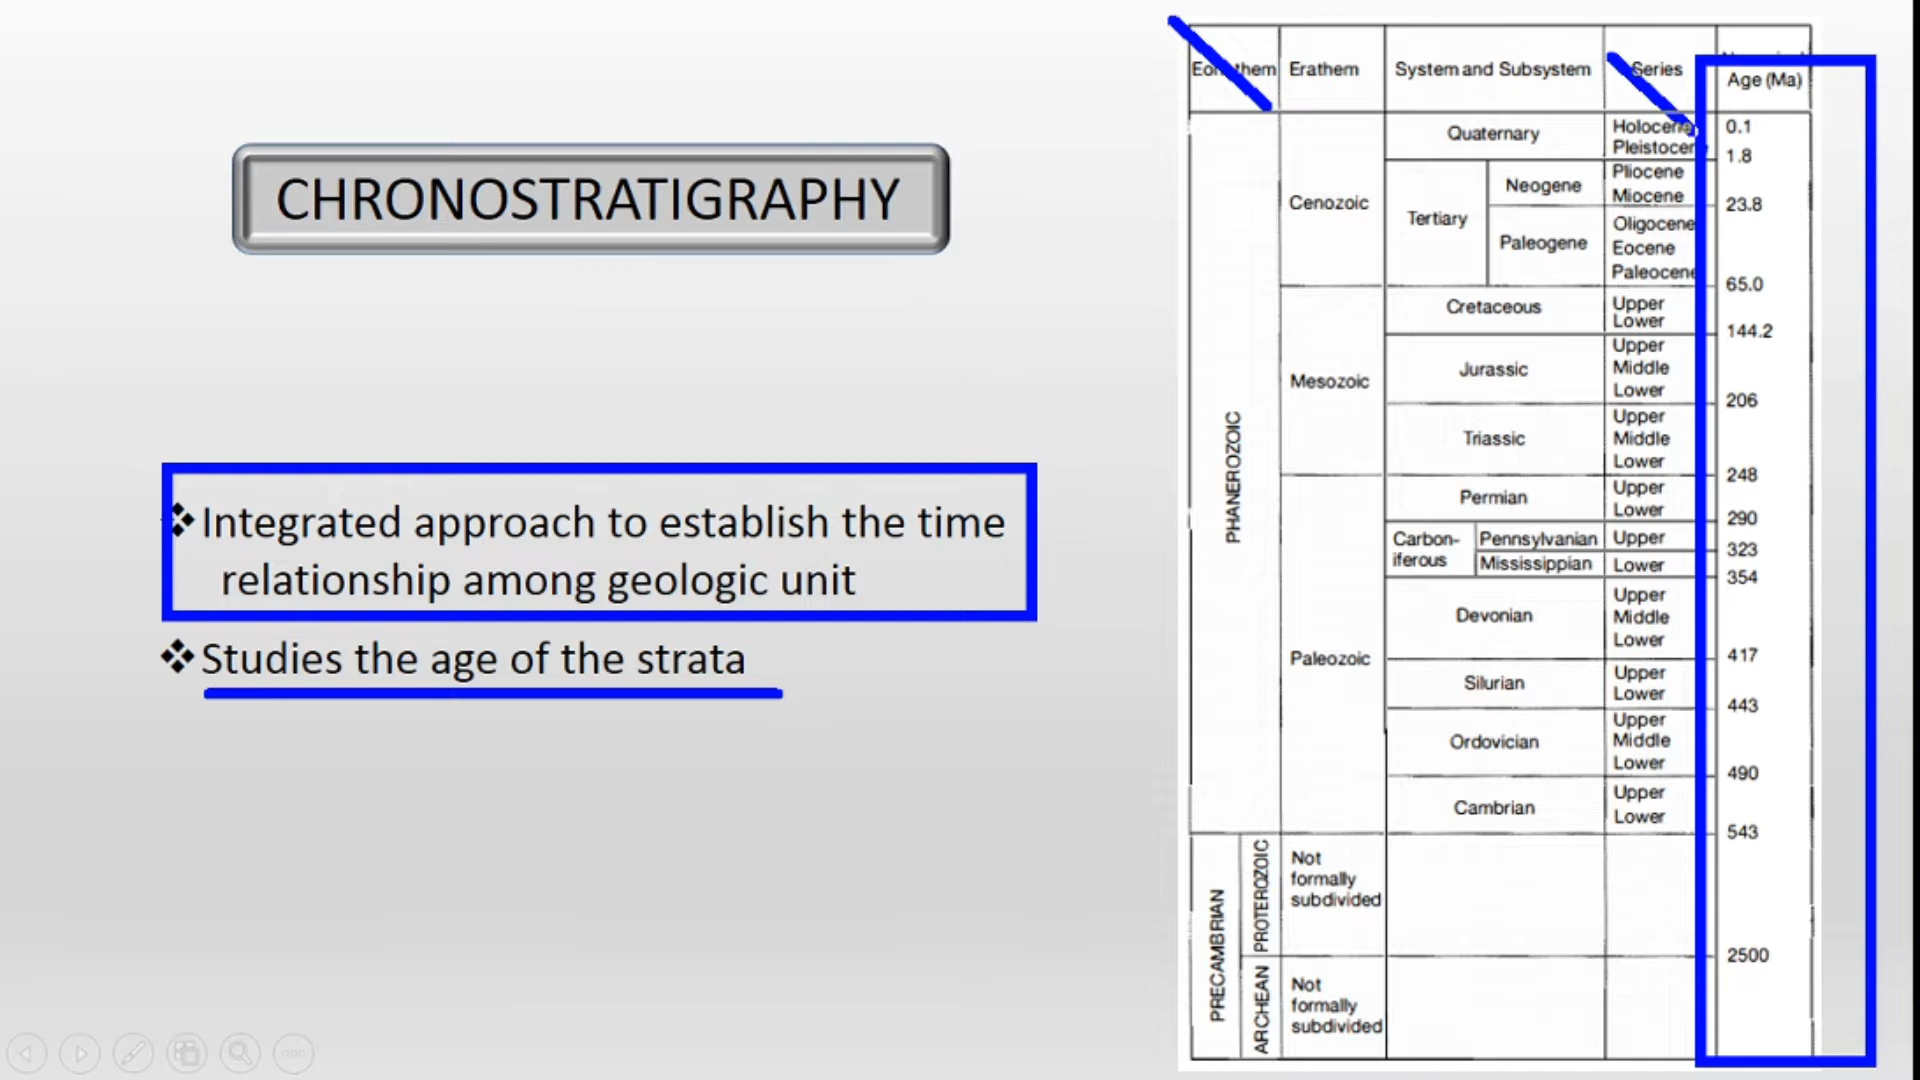 CHRONOSTRATIGRAPHY
❖Integrated approach to establish the time
relationship among geologic unit
❖Studies the age of the strata
Erathem System and Subsystem Series
Age (Ma)
PHANEROZOIC
Cenozoic
Quaternary
Holocene 0.1
Pleistocene 1.8
Tertiary
Neogene
Pliocene
Miocene
23.8
Paleogene
Oligocene
Eocene
Paleocene
65.0
Mesozoic
Cretaceous
Upper
Lower
144.2
Jurassic
Upper
Middle
Lower
206
Triassic
Upper
Middle
Lower
248
Paleozoic
Permian
Upper
Lower
290
Carbon-
iferous
Pennsylvanian Upper
323
Mississippian Lower
354
Devonian
Upper
Middle
Lower
417
Silurian
Upper
Lower
443
Ordovician
Upper
Middle
Lower
490
Cambrian
Upper
Lower
543
PRECAMBRIAN
PROTEROZOIC
Not
formally
subdivided
2500
ARCHEAN
Not
formally
subdivided